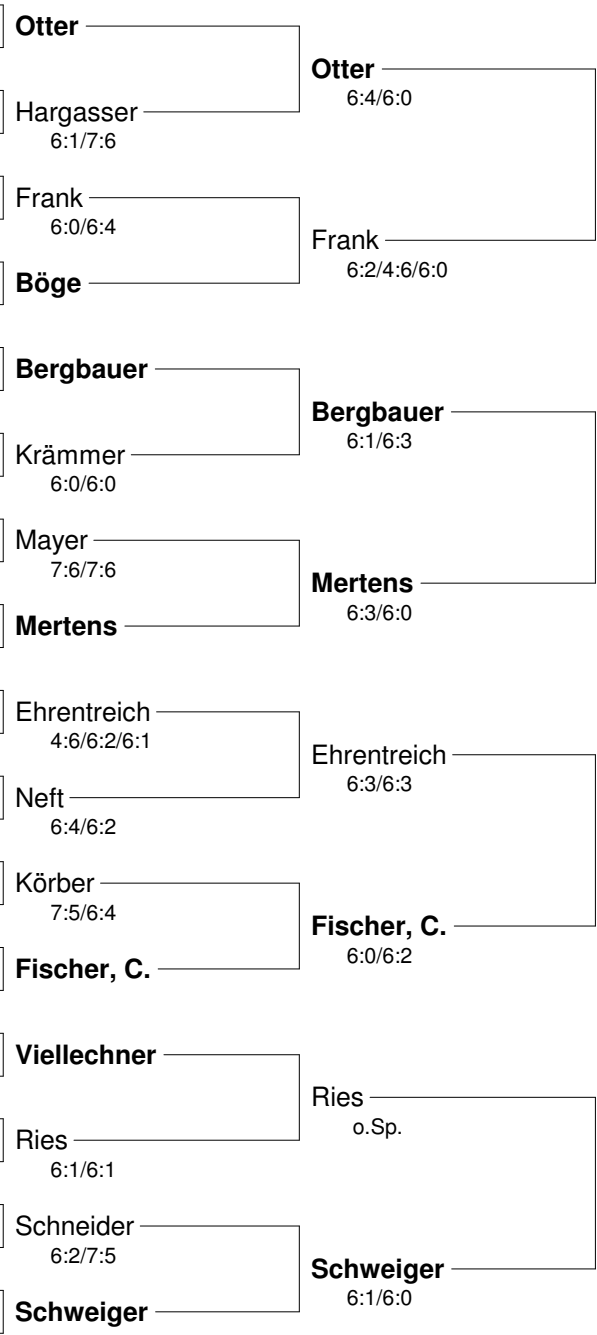 Otter
Hargasser
6:1/7:6
Frank
6:0/6:4
Böge
Bergbauer
Krämmer
6:0/6:0
Mayer
7:6/7:6
Mertens
Ehrentreich
4:6/6:2/6:1
Neft
6:4/6:2
Körber
7:5/6:4
Fischer, C.
Viellechner
Ries
6:1/6:1
Schneider
6:2/7:5
Schweiger
Otter
6:4/6:0
Frank
6:2/4:6/6:0
Bergbauer
6:1/6:3
Mertens
6:3/6:0
Ehrentreich
6:3/6:3
Fischer, C.
6:0/6:2
Ries
o.Sp.
Schweiger
6:1/6:0